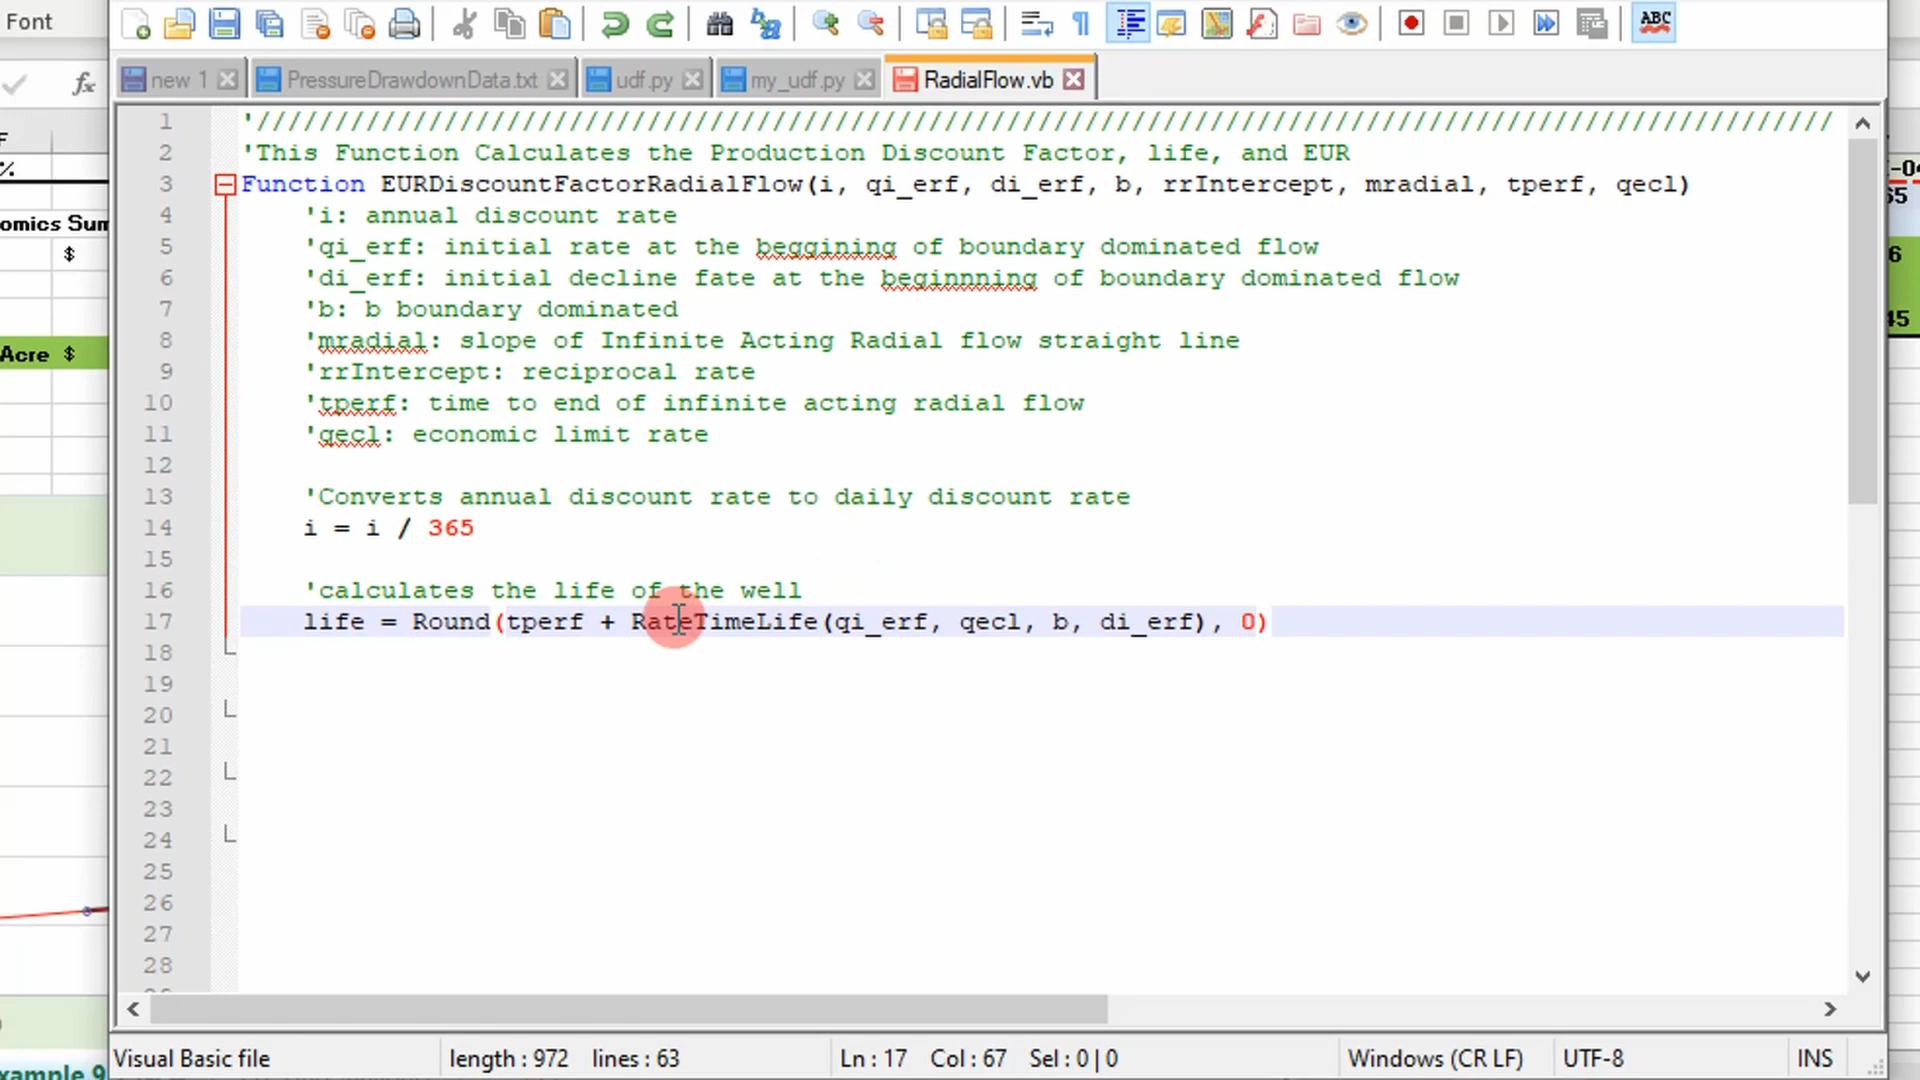 Font
ABC
fx
new 1
PressureDrawdownData.txt
udf.py
my_udf.py
RadialFlow.vb
F
%
omics Sum
$
Acre $
-04
65
6
45
1 '/////////////////////////////////////////////////////////////////////////////////////////////////////
2 'This Function Calculates the Production Discount Factor, life, and EUR
3 Function EURDiscountFactorRadialFlow(i, qi_erf, di_erf, b, rrIntercept, mradial, tperf, qecl)
4 'i: annual discount rate
5 'qi_erf: initial rate at the beggining of boundary dominated flow
6 'di_erf: initial decline fate at the beginnning of boundary dominated flow
7 'b: b boundary dominated
8 'mradial: slope of Infinite Acting Radial flow straight line
9 'rrIntercept: reciprocal rate
10 'tperf: time to end of infinite acting radial flow
11 'qecl: economic limit rate
12
13 'Converts annual discount rate to daily discount rate
14 i = i / 365
15
16 'calculates the life of the well
17 life = Round(tperf + RateTimeLife(qi_erf, qecl, b, di_erf), 0)
18
19
20
21
22
23
24
25
26
27
28
Visual Basic file
length : 972 lines : 63
Ln : 17 Col : 67 Sel : 0 | 0
Windows (CR LF)
UTF-8
INS
xample 9